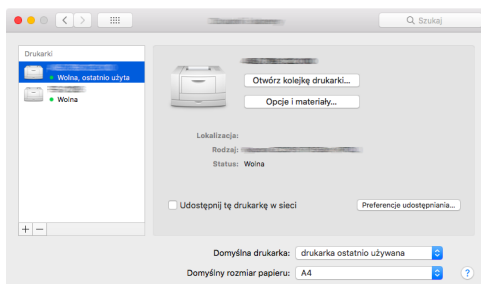 Szukaj
Drukarki
Wolna, ostatnio użyta
Wolna
Otwórz kolejkę drukarki...
Opcje i materiały...
Lokalizacja:
Rodzaj:
Status: Wolna
Udostępnij tę drukarkę w sieci
Preferencje udostępniania...
+ −
Domyślna drukarka: drukarka ostatnio używana
Domyślny rozmiar papieru: A4
?